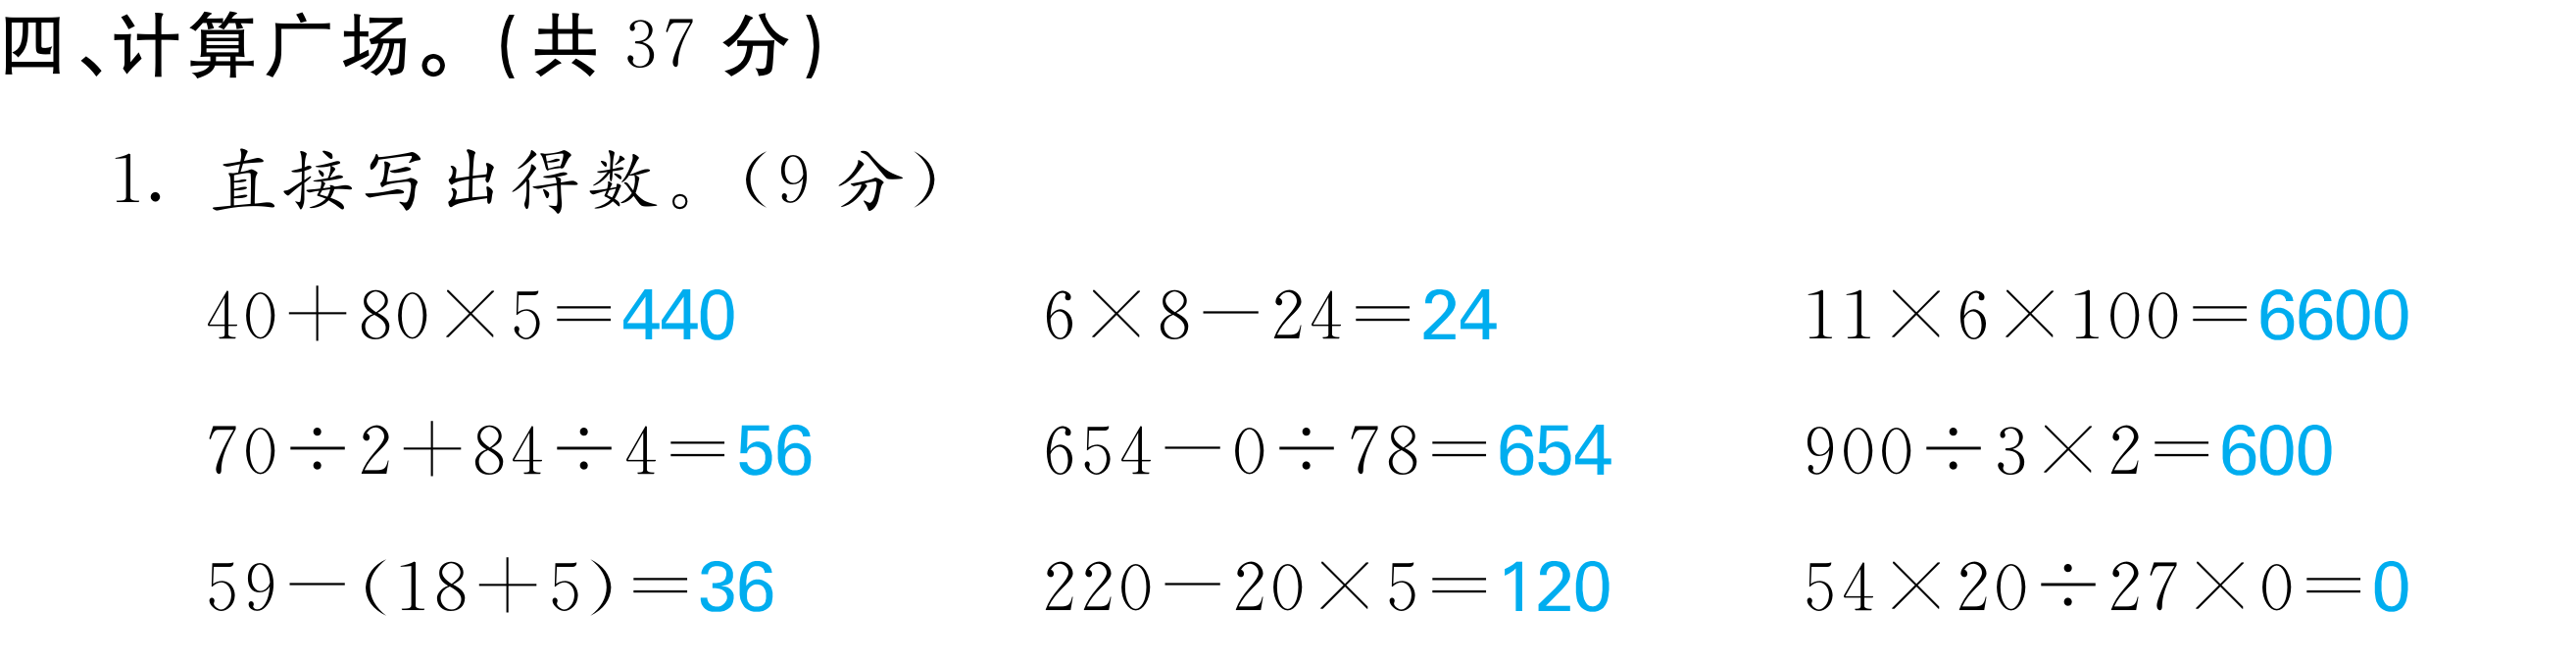 四、计算广场。(共 37 分)
1. 直接写出得数。(9 分)
40+80×5=440 6×8-24=24 11×6×100=6600
70÷2+84÷4=56 654-0÷78=654 900÷3×2=600
59-(18+5)=36 220-20×5=120 54×20÷27×0=0